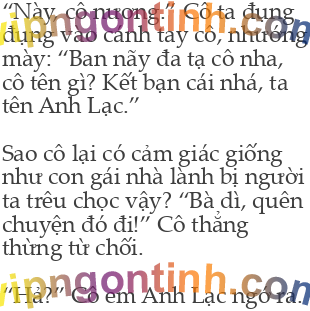 “Này, cô nương.” Cô ta đụng
đụng vào cánh tay cô, nhướng
mày: “Ban nãy đa tạ cô nha,
cô tên gì? Kết bạn cái nhá, ta
tên Anh Lạc.”
Sao cô lại có cảm giác giống
như con gái nhà lành bị người
ta trêu chọc vậy? “Bà dì, quên
chuyện đó đi!” Cô thẳng
thừng từ chối.
“Hả?” Cô em Anh Lạc ngớ ra.
vipngontinh.com
vipngontinh.com